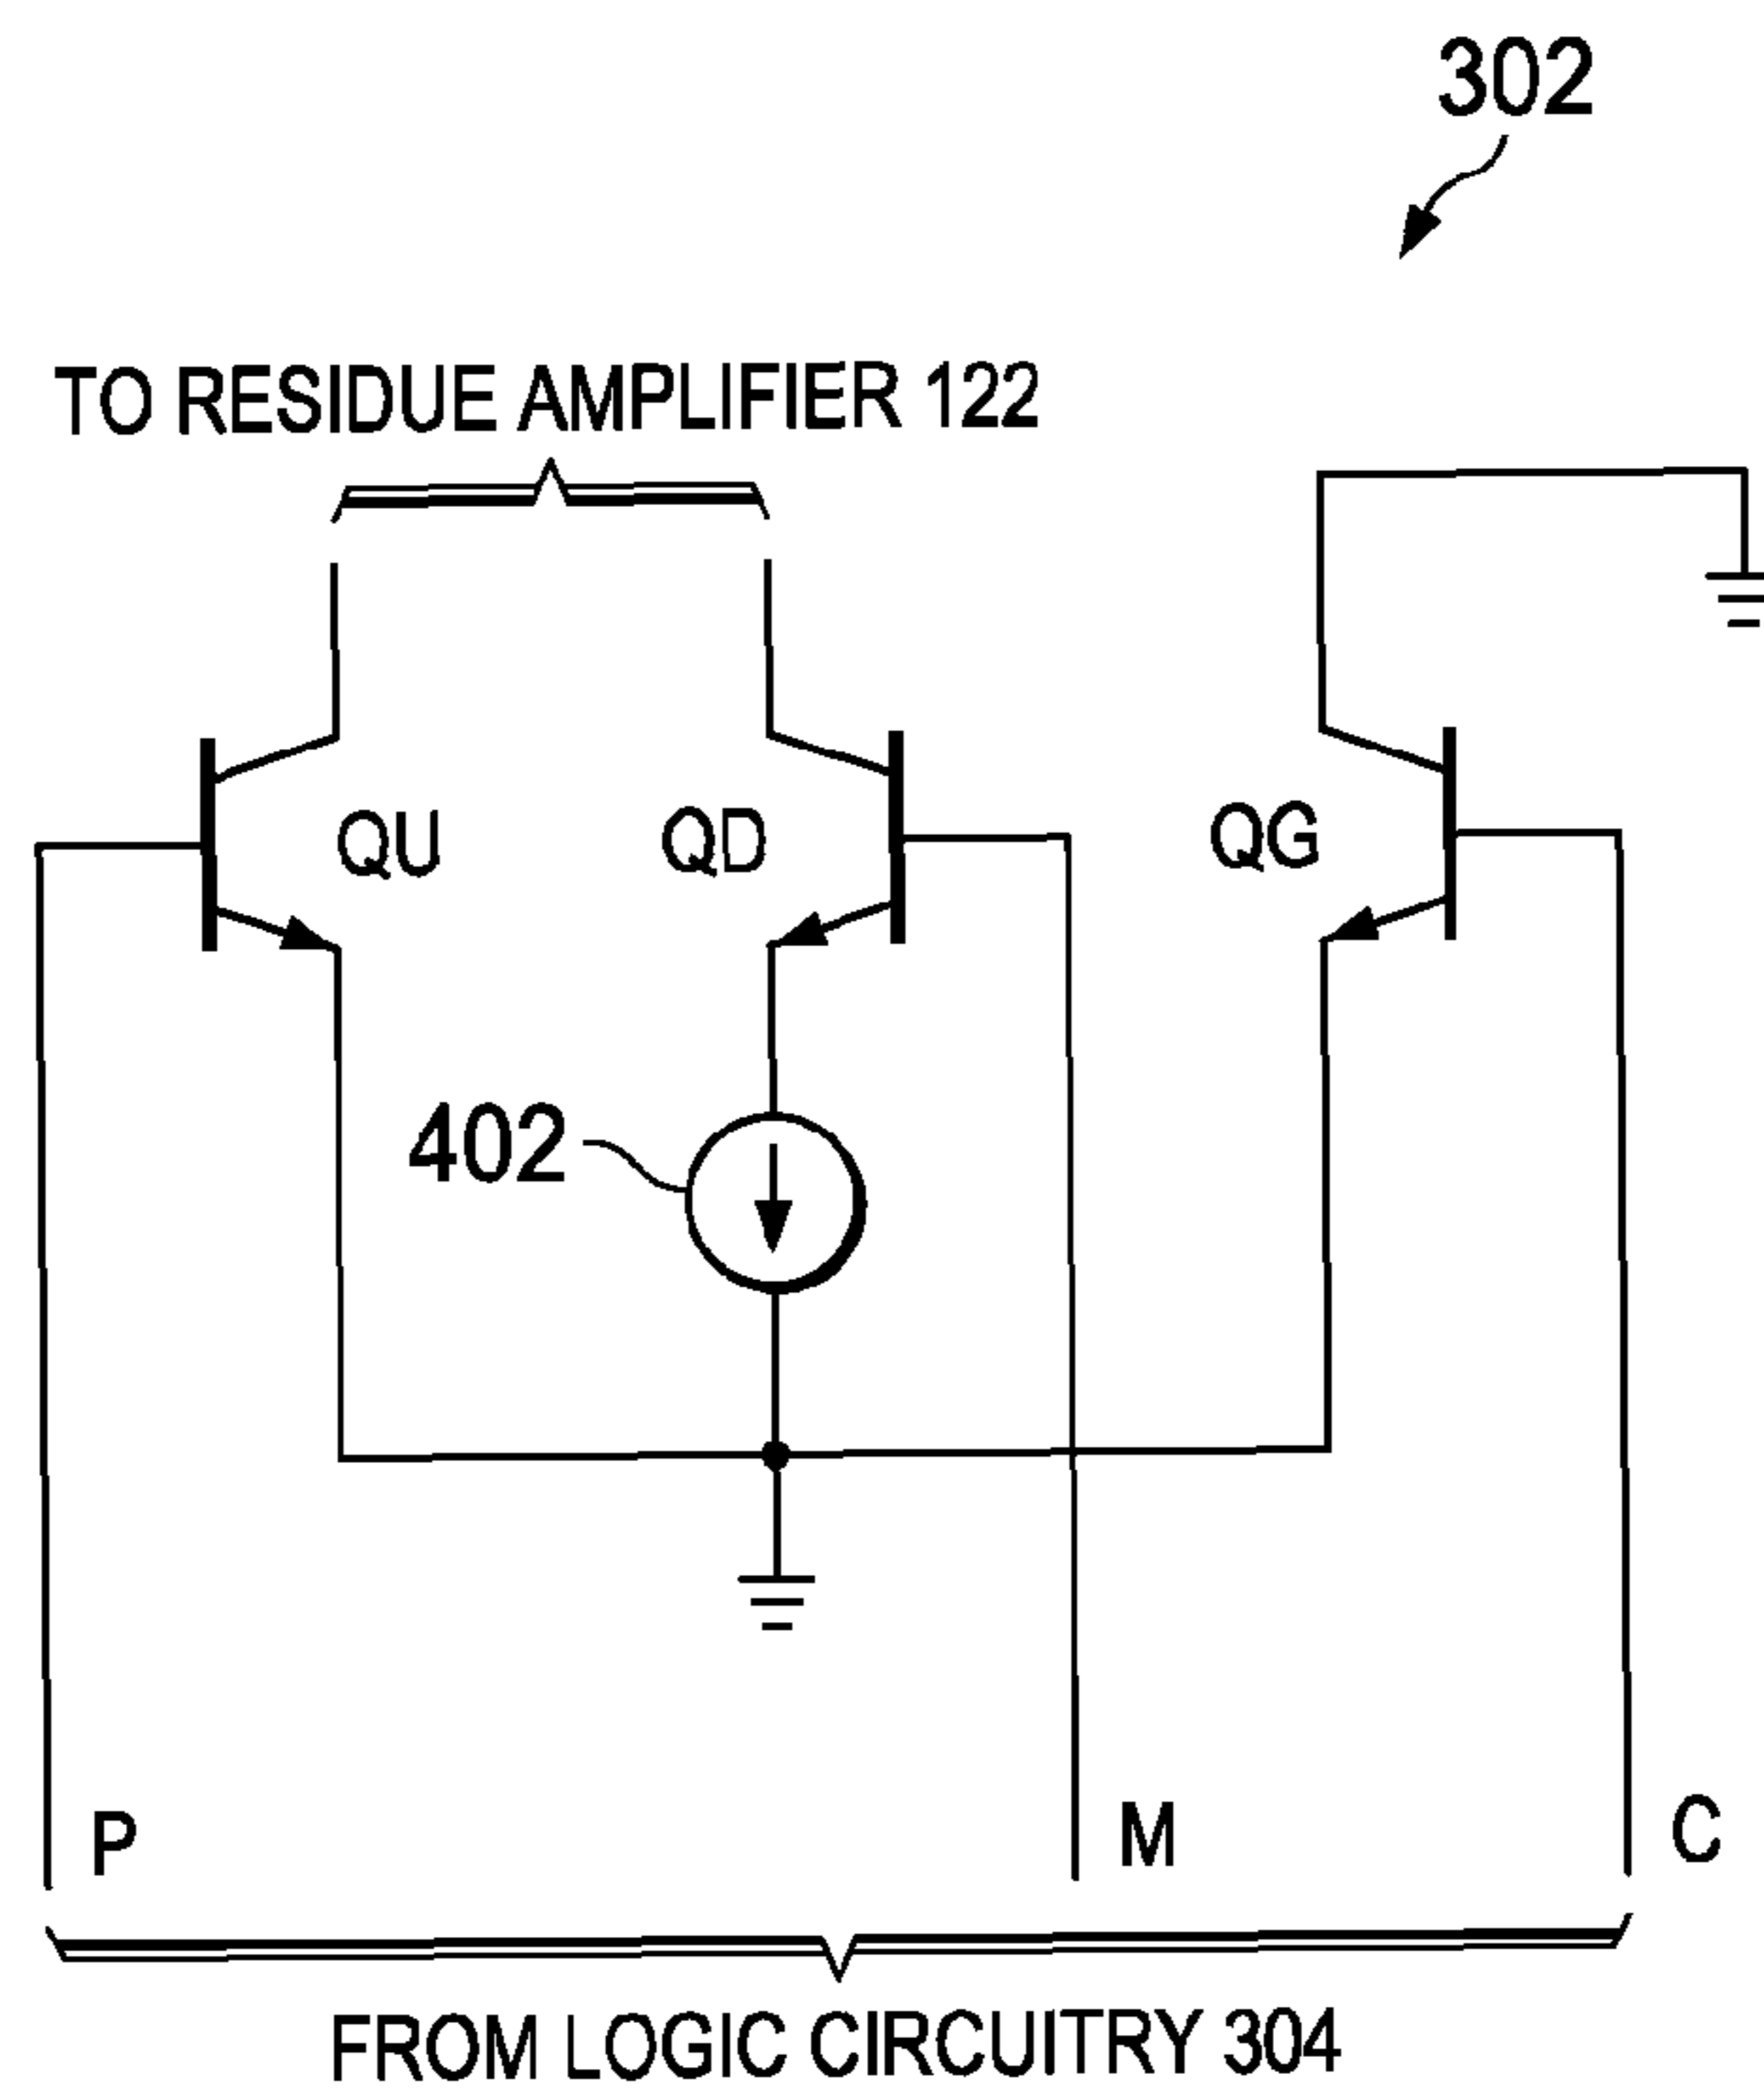 302
TO RESIDUE AMPLIFIER 122
QU
QD
QG
402
P
M
C
FROM LOGIC CIRCUITRY 304